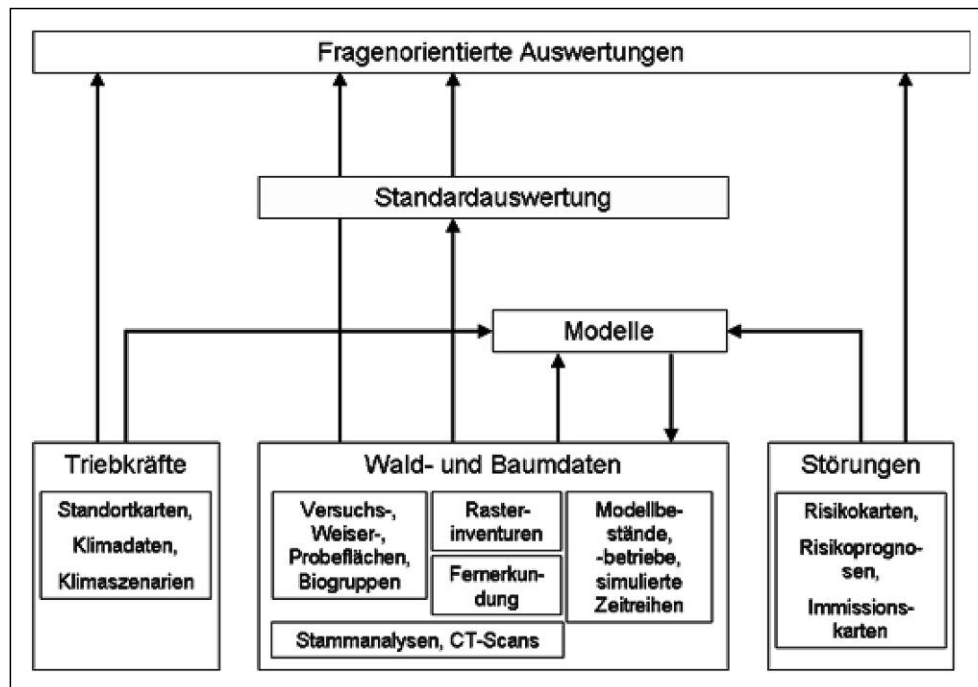 Fragenorientierte Auswertungen
Standardauswertung
Modelle
Triebkräfte
Standortkarten,
Klimadaten,
Klimaszenarien
Wald- und Baumdaten
Versuchs-,
Weiser-,
Probeflächen,
Biogruppen
Raster-
inventuren
Fernerkun-
dung
Modellbe-
stände,
-betriebe,
simulierte
Zeitreihen
Stammanalysen, CT-Scans
Störungen
Risikokarten,
Risikoprogno-
sen,
Immissions-
karten